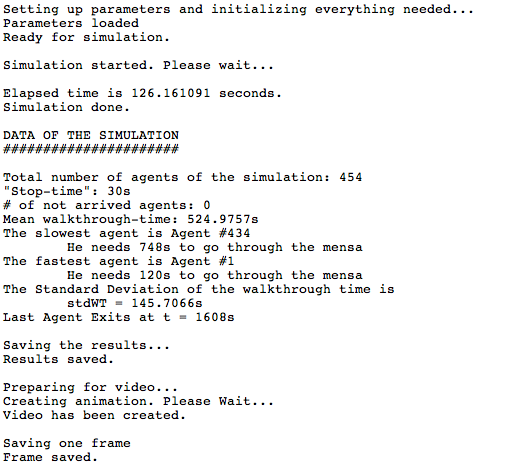 Setting up parameters and initializing everything needed...
Parameters loaded
Ready for simulation.
Simulation started. Please wait...
Elapsed time is 126.161091 seconds.
Simulation done.
DATA OF THE SIMULATION
######################
Total number of agents of the simulation: 454
"Stop-time": 30s
# of not arrived agents: 0
Mean walkthrough-time: 524.9757s
The slowest agent is Agent #434
He needs 748s to go through the mensa
The fastest agent is Agent #1
He needs 120s to go through the mensa
The Standard Deviation of the walkthrough time is
stdWT = 145.7066s
Last Agent Exits at t = 1608s
Saving the results...
Results saved.
Preparing for video...
Creating animation. Please Wait...
Video has been created.
Saving one frame
Frame saved.